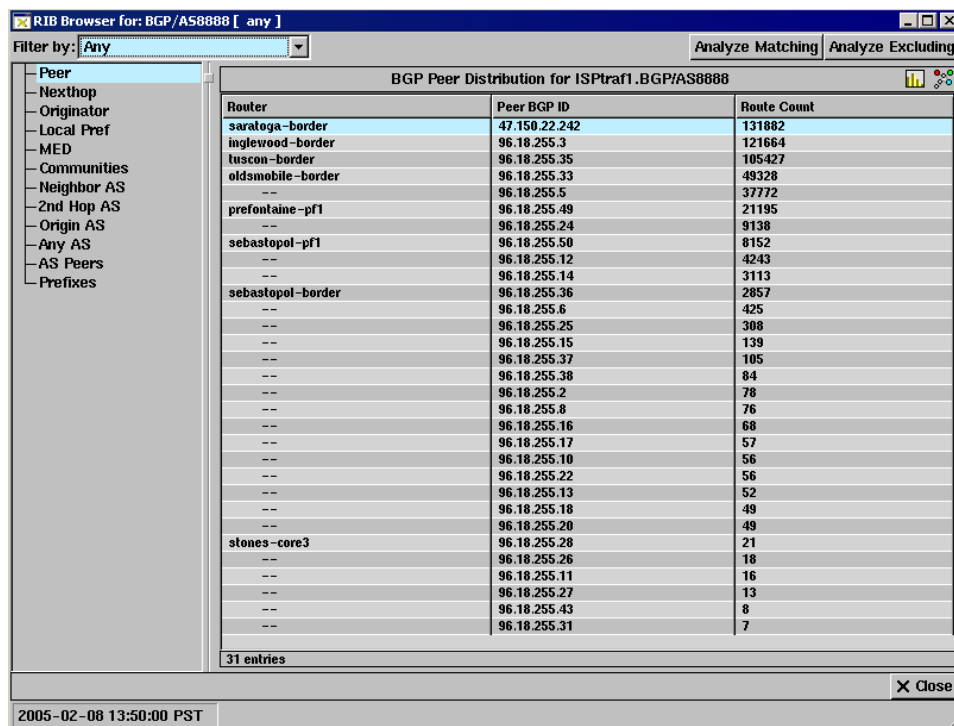 RIB Browser for: BGP/AS8888 [ any ]
Filter by: Any Analyze Matching Analyze Excluding
Peer
Nexthop
Originator
Local Pref
MED
Communities
Neighbor AS
2nd Hop AS
Origin AS
Any AS
AS Peers
Prefixes
BGP Peer Distribution for ISPtraf1.BGP/AS8888
Router Peer BGP ID Route Count
saratoga-border 47.150.22.242 131882
inglewood-border 96.18.255.3 121664
tuscon-border 96.18.255.35 105427
oldsmobile-border 96.18.255.33 49328
-- 96.18.255.5 37772
prefontaine-pf1 96.18.255.49 21195
-- 96.18.255.24 9138
sebastopol-pf1 96.18.255.50 8152
-- 96.18.255.12 4243
-- 96.18.255.14 3113
sebastopol-border 96.18.255.36 2857
-- 96.18.255.6 425
-- 96.18.255.25 308
-- 96.18.255.15 139
-- 96.18.255.37 105
-- 96.18.255.38 84
-- 96.18.255.2 78
-- 96.18.255.8 76
-- 96.18.255.16 68
-- 96.18.255.17 57
-- 96.18.255.10 56
-- 96.18.255.22 56
-- 96.18.255.13 52
-- 96.18.255.18 49
-- 96.18.255.20 49
stones-core3 96.18.255.28 21
-- 96.18.255.26 18
-- 96.18.255.11 16
-- 96.18.255.27 13
-- 96.18.255.43 8
-- 96.18.255.31 7
31 entries
Close
2005-02-08 13:50:00 PST